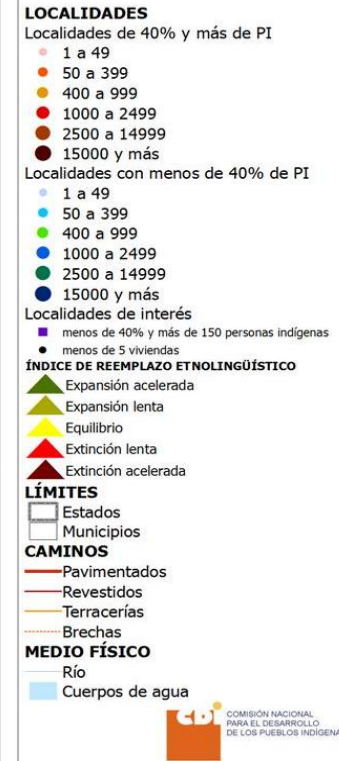 LOCALIDADES
Localidades de 40% y más de PI
1 a 49
50 a 399
400 a 999
1000 a 2499
2500 a 14999
15000 y más
Localidades con menos de 40% de PI
1 a 49
50 a 399
400 a 999
1000 a 2499
2500 a 14999
15000 y más
Localidades de interés
menos de 40% y más de 150 personas indígenas
menos de 5 viviendas
ÍNDICE DE REEMPLAZO ETNOLINGÜÍSTICO
Expansión acelerada
Expansión lenta
Equilibrio
Extinción lenta
Extinción acelerada
LÍMITES
Estados
Municipios
CAMINOS
Pavimentados
Revestidos
Terracerías
Brechas
MEDIO FÍSICO
Río
Cuerpos de agua
CDI
COMISIÓN NACIONAL
PARA EL DESARROLLO
DE LOS PUEBLOS INDÍGENA